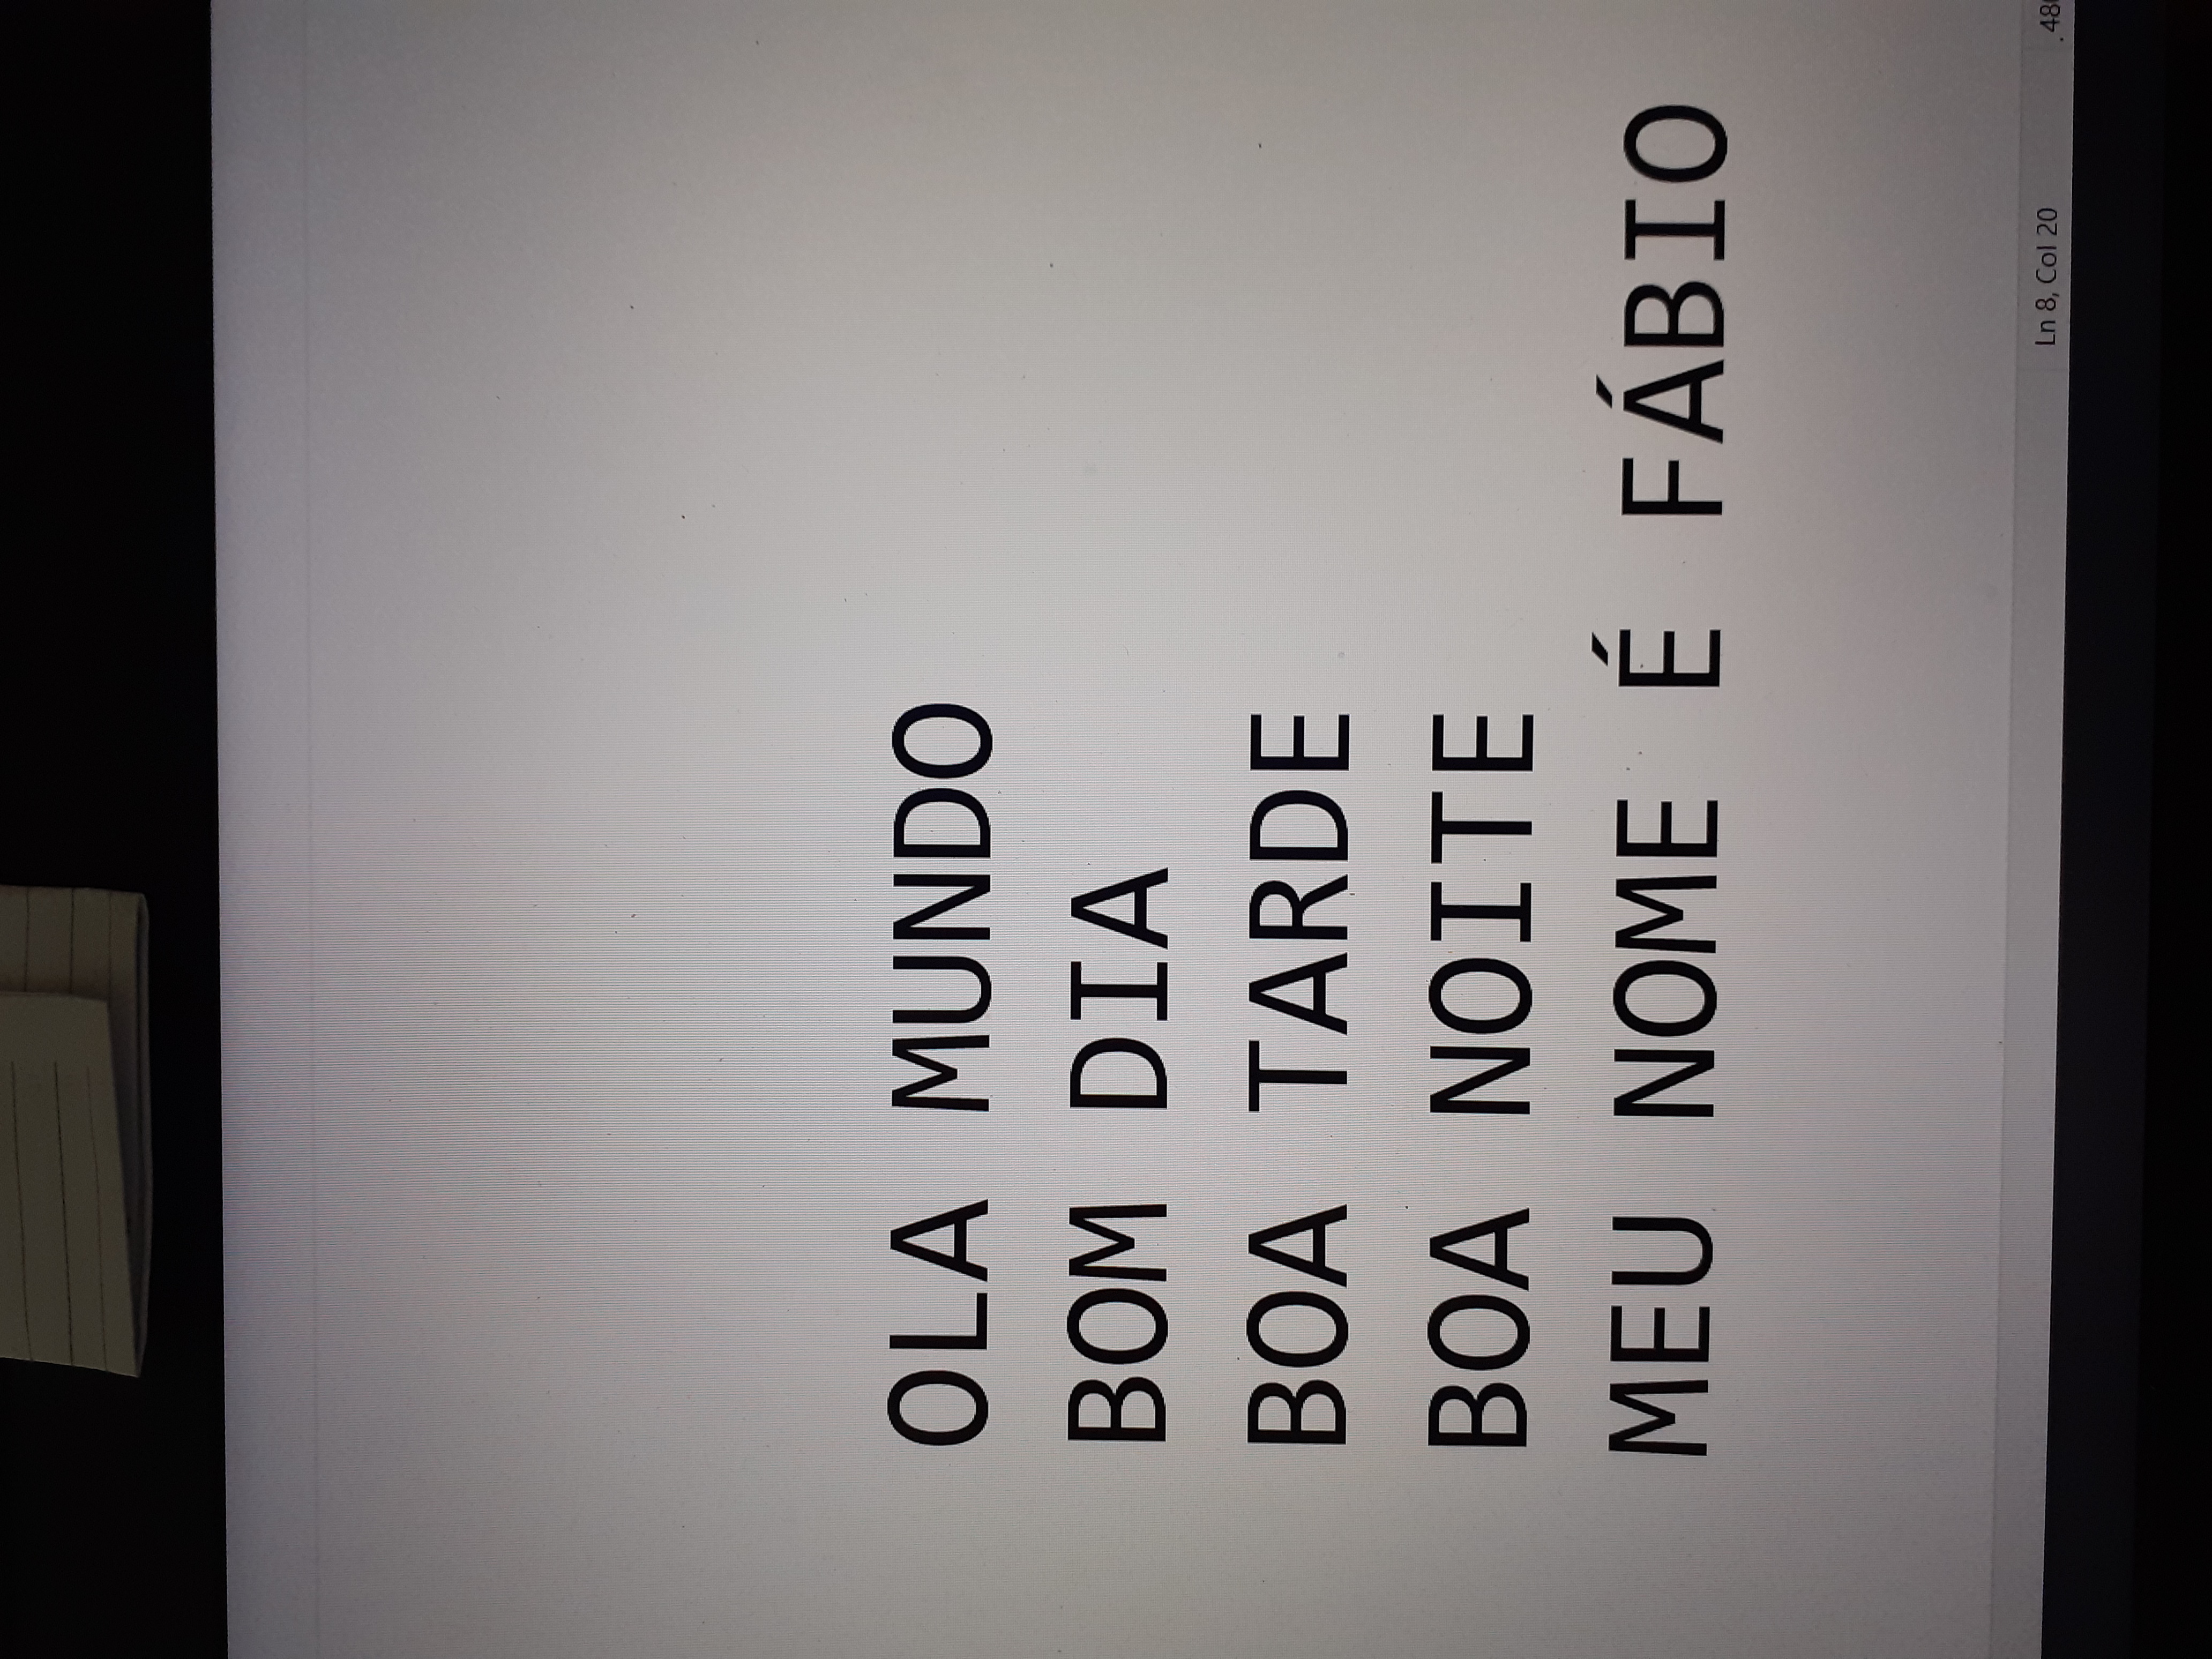 OLA MUNDO
BOM DIA
BOA TARDE
BOA NOITE
MEU NOME É FÁBIO
Ln 8, Col 20